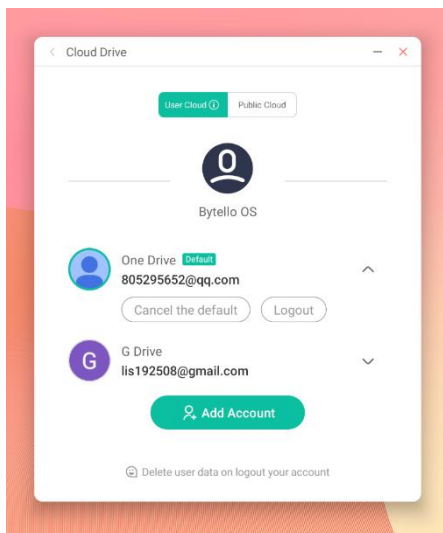 Cloud Drive
User Cloud Public Cloud
Bytello OS
One Drive Default
805295652@qq.com
Cancel the default Logout
G
G Drive
lis192508@gmail.com
Add Account
Delete user data on logout your account